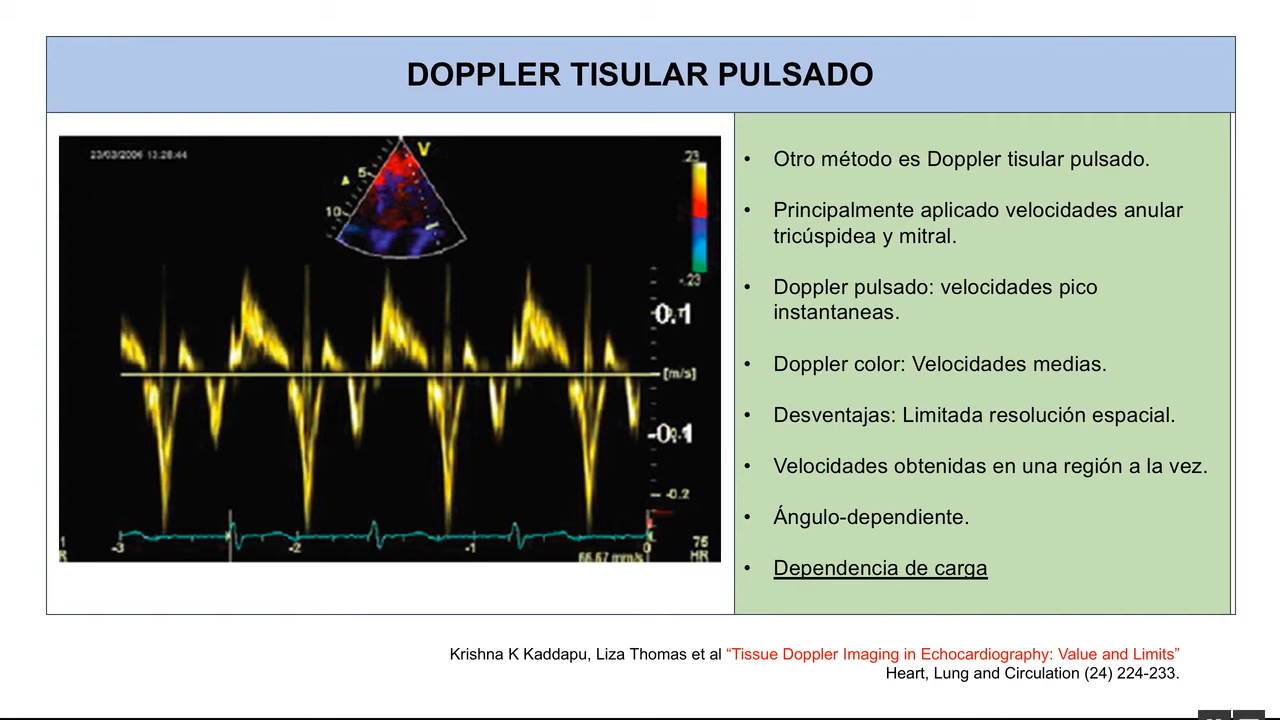 DOPPLER TISULAR PULSADO
23/03/2006 13:28:44
V
5
10
.23
-.23
0.1
[m/s]
-0.1
-0.2
-3
-2
-1
0
75
HR
66.67 mm/s
• Otro método es Doppler tisular pulsado.
• Principalmente aplicado velocidades anular
tricúspidea y mitral.
• Doppler pulsado: velocidades pico
instantaneas.
• Doppler color: Velocidades medias.
• Desventajas: Limitada resolución espacial.
• Velocidades obtenidas en una región a la vez.
• Ángulo-dependiente.
• Dependencia de carga
Krishna K Kaddapu, Liza Thomas et al “Tissue Doppler Imaging in Echocardiography: Value and Limits”
Heart, Lung and Circulation (24) 224-233.